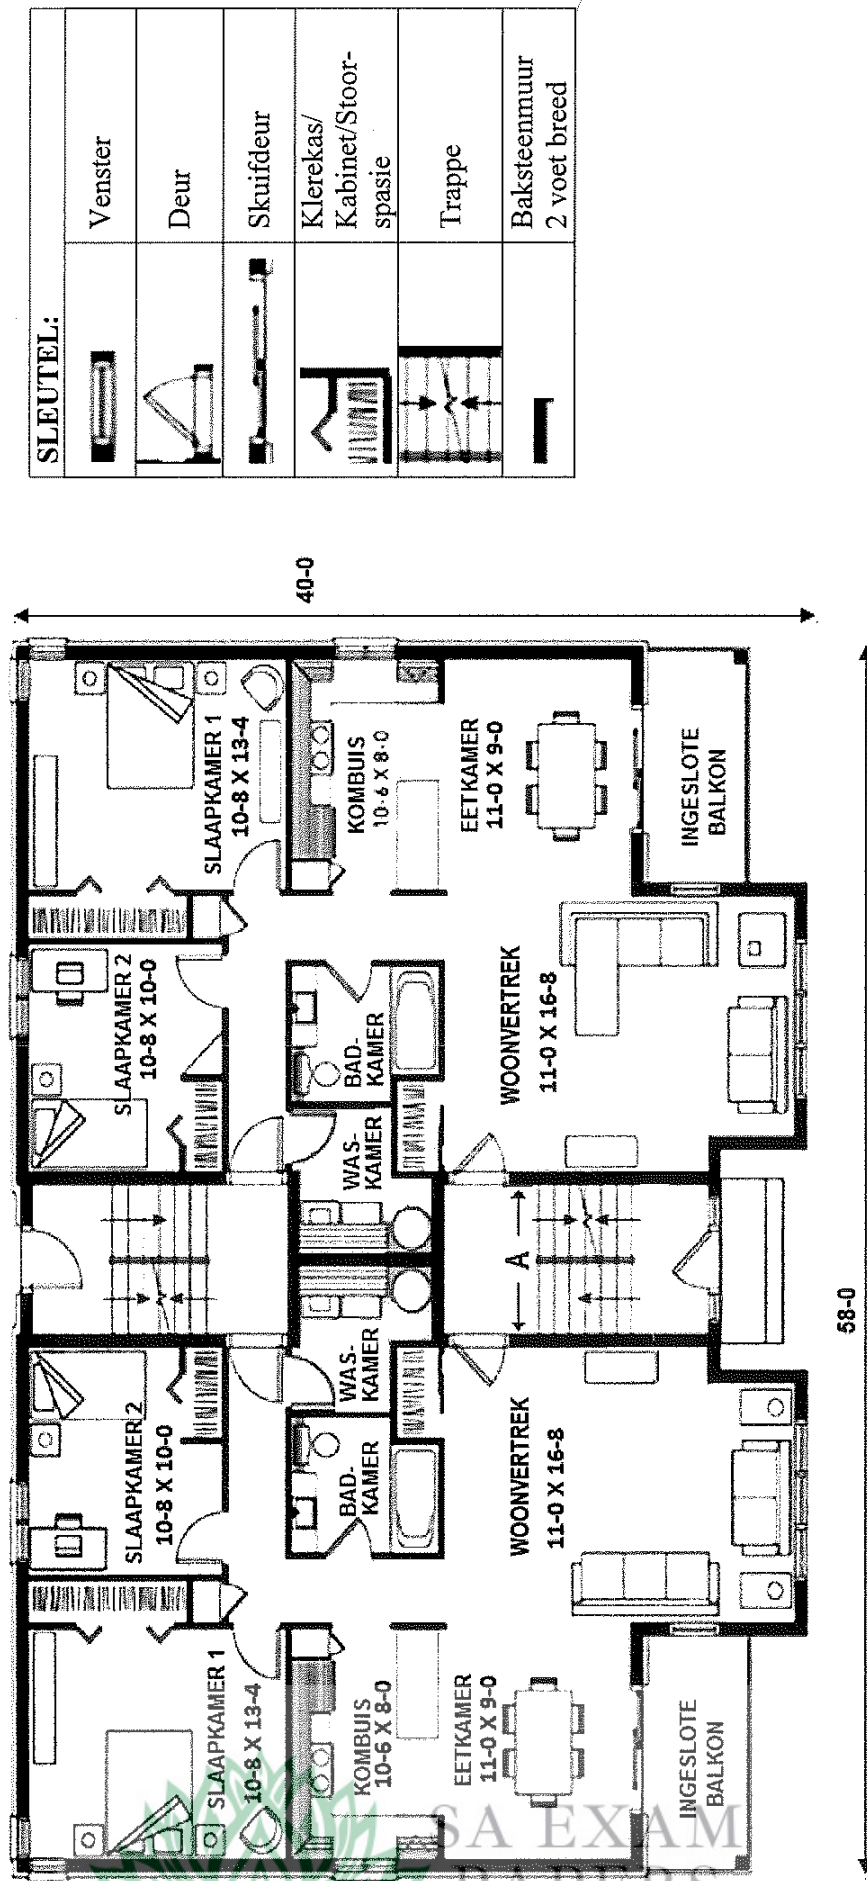 SLEUTEL:
Venster
Deur
Skuifdeur
Klerekas/
Kabinet/Stoor-
spasie
Trappe
Baksteenmuur
2 voet breed
SLAAPKAMER 1
10-8 X 13-4
SLAAPKAMER 2
10-8 X 10-0
SLAAPKAMER 2
10-8 X 10-0
SLAAPKAMER 1
10-8 X 13-4
40-0
KOMBUIS
10-6 X 8-0
BAD-
KAMER
WAS-
KAMER
WAS-
KAMER
BAD-
KAMER
KOMBUIS
10-6 X 8-0
EETKAMER
11-0 X 9-0
WOONVERTREK
11-0 X 16-8
A
WOONVERTREK
11-0 X 16-8
EETKAMER
11-0 X 9-0
INGESLOTE
BALKON
INGESLOTE
BALKON
58-0
SA EXAM
PAPERS